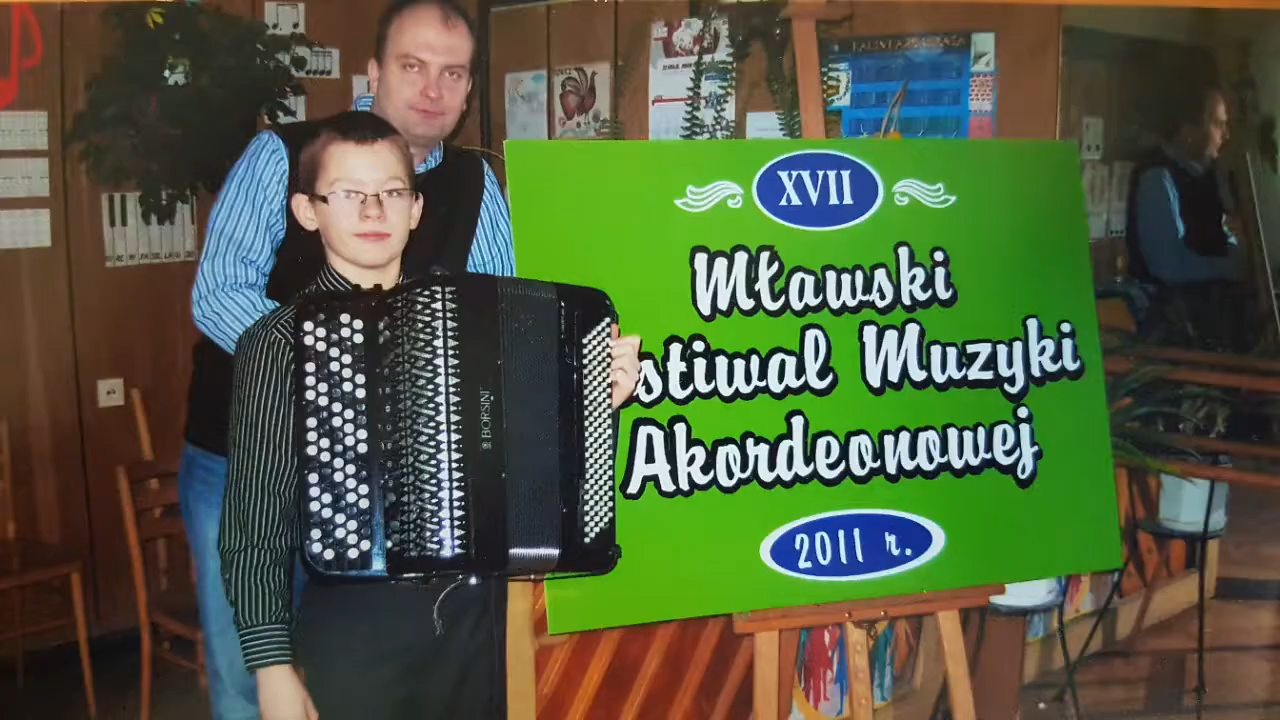 XVII
Mławski
stiwal Muzyki
Akordeonowej
2011 r.
BORSINI